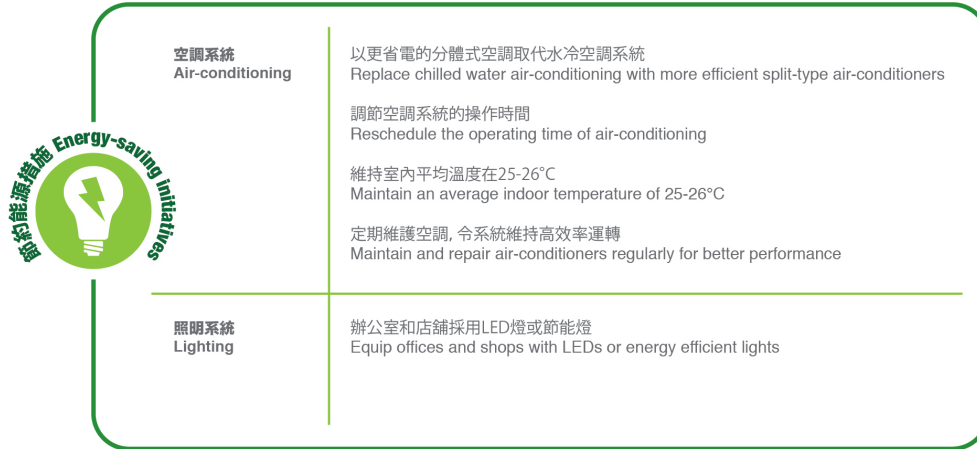 節約能源措施 Energy-saving initiatives
空調系統
Air-conditioning
以更省電的分體式空調取代水冷空調系統
Replace chilled water air-conditioning with more efficient split-type air-conditioners
調節空調系統的操作時間
Reschedule the operating time of air-conditioning
維持室內平均溫度在25-26°C
Maintain an average indoor temperature of 25-26°C
定期維護空調, 令系統維持高效率運轉
Maintain and repair air-conditioners regularly for better performance
照明系統
Lighting
辦公室和店舖採用LED燈或節能燈
Equip offices and shops with LEDs or energy efficient lights